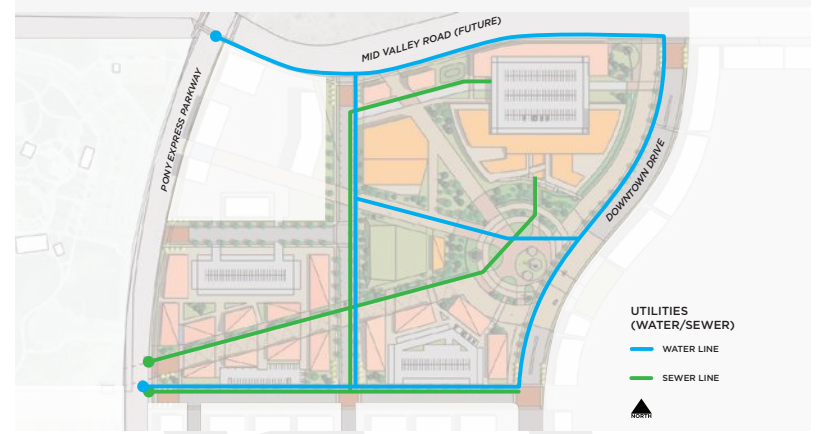 MID VALLEY ROAD (FUTURE)
PONY EXPRESS PARKWAY
DOWNTOWN DRIVE
UTILITIES
(WATER/SEWER)
WATER LINE
SEWER LINE
NORTH